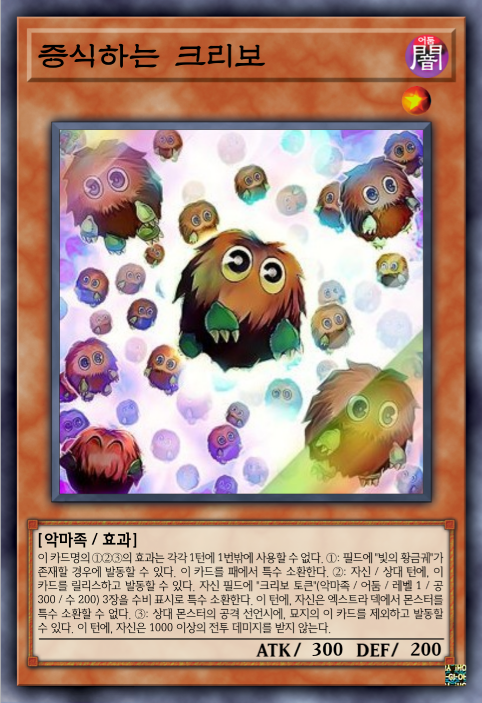 증식하는 크리보
어둠
闇
[악마족 / 효과]
이 카드명의 ①②③의 효과는 각각 1턴에 1번밖에 사용할 수 없다. ①: 필드에 "빛의 황금궤"가
존재할 경우에 발동할 수 있다. 이 카드를 패에서 특수 소환한다. ②: 자신 / 상대 턴에, 이
카드를 릴리스하고 발동할 수 있다. 자신 필드에 "크리보 토큰"(악마족 / 어둠 / 레벨 1 / 공
300 / 수 200) 3장을 수비 표시로 특수 소환한다. 이 턴에, 자신은 엑스트라 덱에서 몬스터를
특수 소환할 수 없다. ③: 상대 몬스터의 공격 선언시에, 묘지의 이 카드를 제외하고 발동할
수 있다. 이 턴에, 자신은 1000 이상의 전투 데미지를 받지 않는다.
ATK/ 300 DEF/ 200